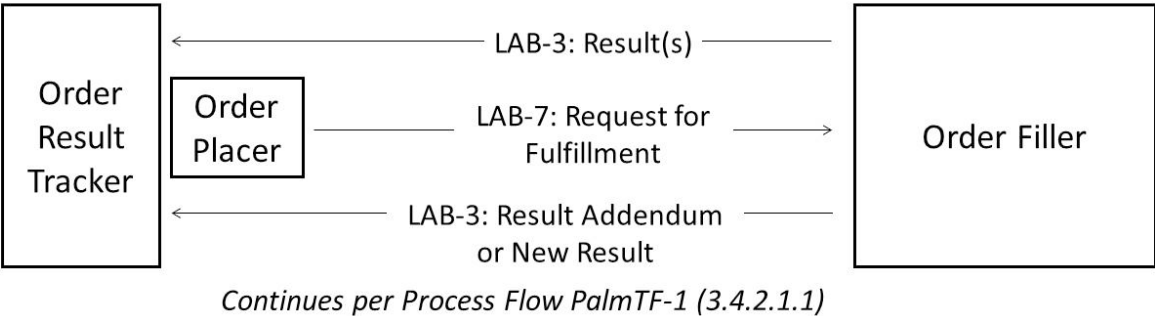 Order
Result
Tracker
Order
Placer
LAB-3: Result(s)
LAB-7: Request for
Fulfillment
LAB-3: Result Addendum
or New Result
Order Filler
Continues per Process Flow PalmTF-1 (3.4.2.1.1)